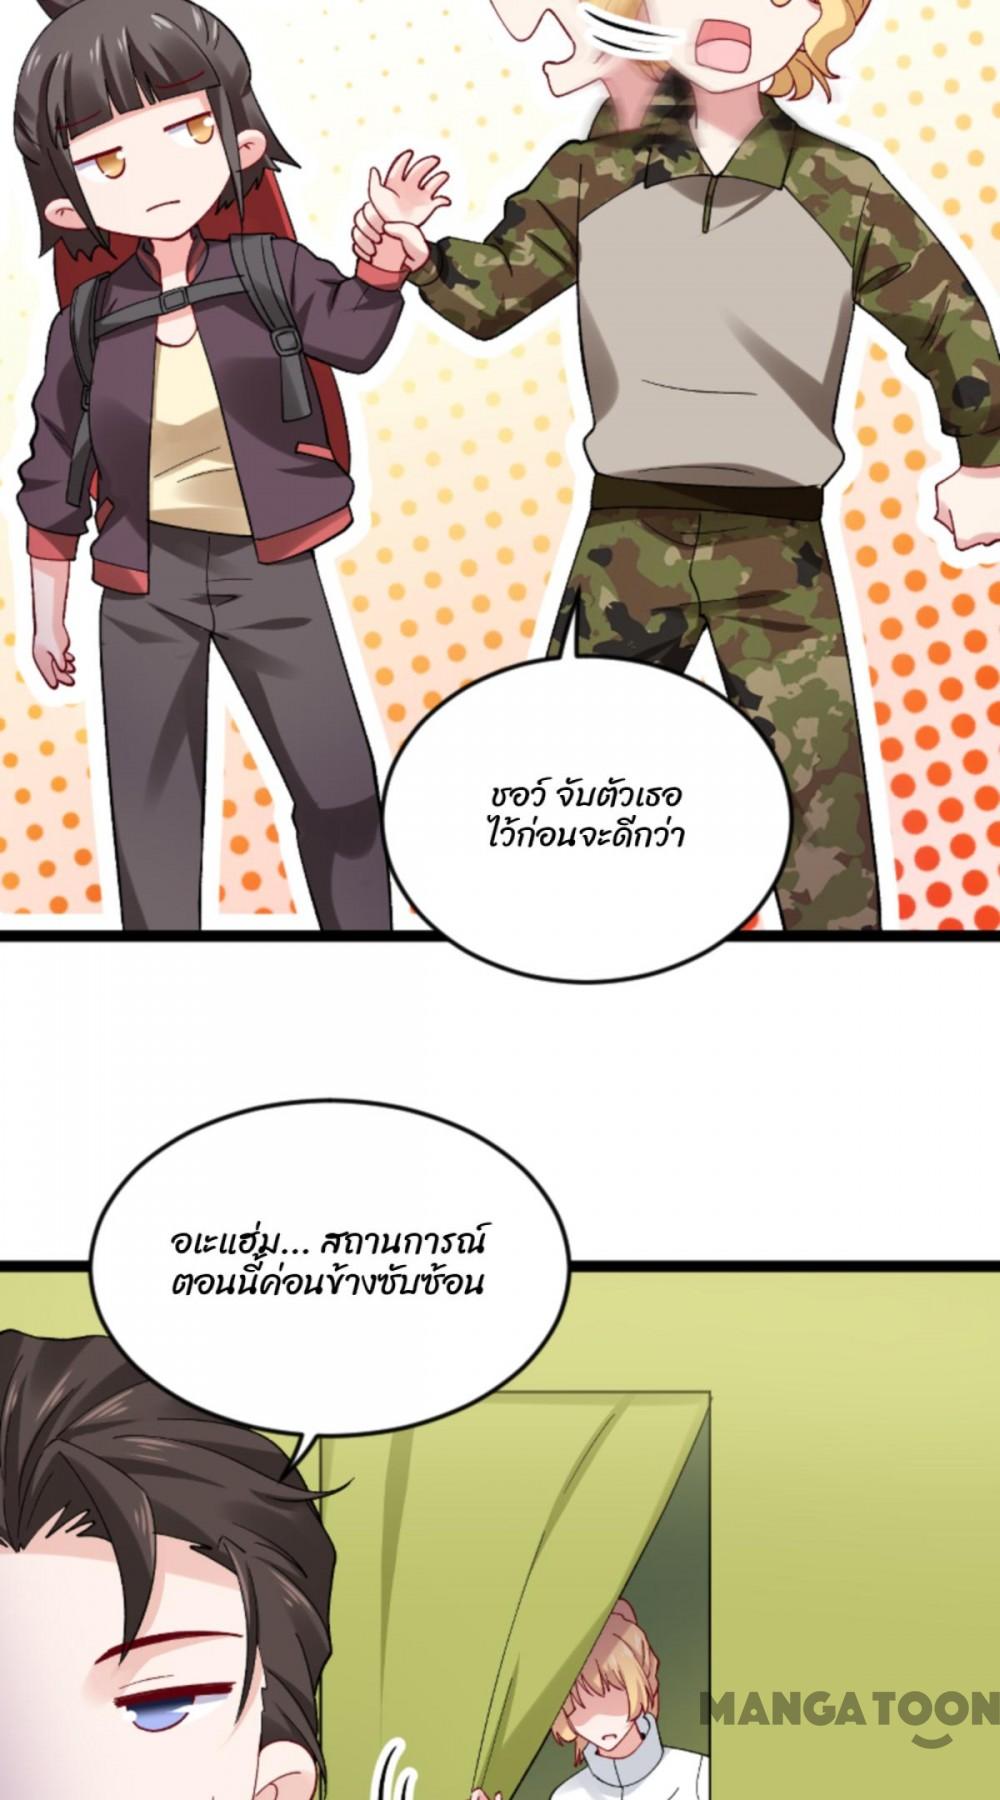 ชอว์ จับตัวเธอ
ไว้ก่อนจะดีกว่า
อะแฮ่ม... สถานการณ์
ตอนนี้ค่อนข้างซับซ้อน
MANGATOON